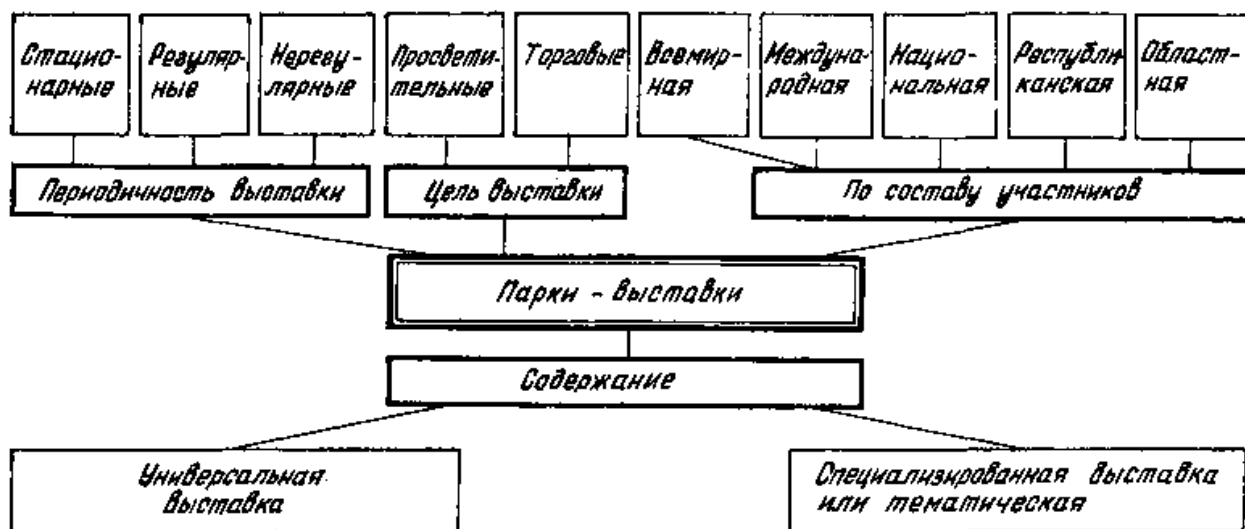 Стацио-
нарные
Регуляр-
ные
Нерегу-
лярные
Просвети-
тельные
Торговые
Всемир-
ная
Междуна-
родная
Нацио-
нальная
Республи-
канская
Област-
ная
Периодичность выставки
Цель выставки
По составу участников
Парки - выставки
Содержание
Универсальная
выставка
Специализированная выставка
или тематическая